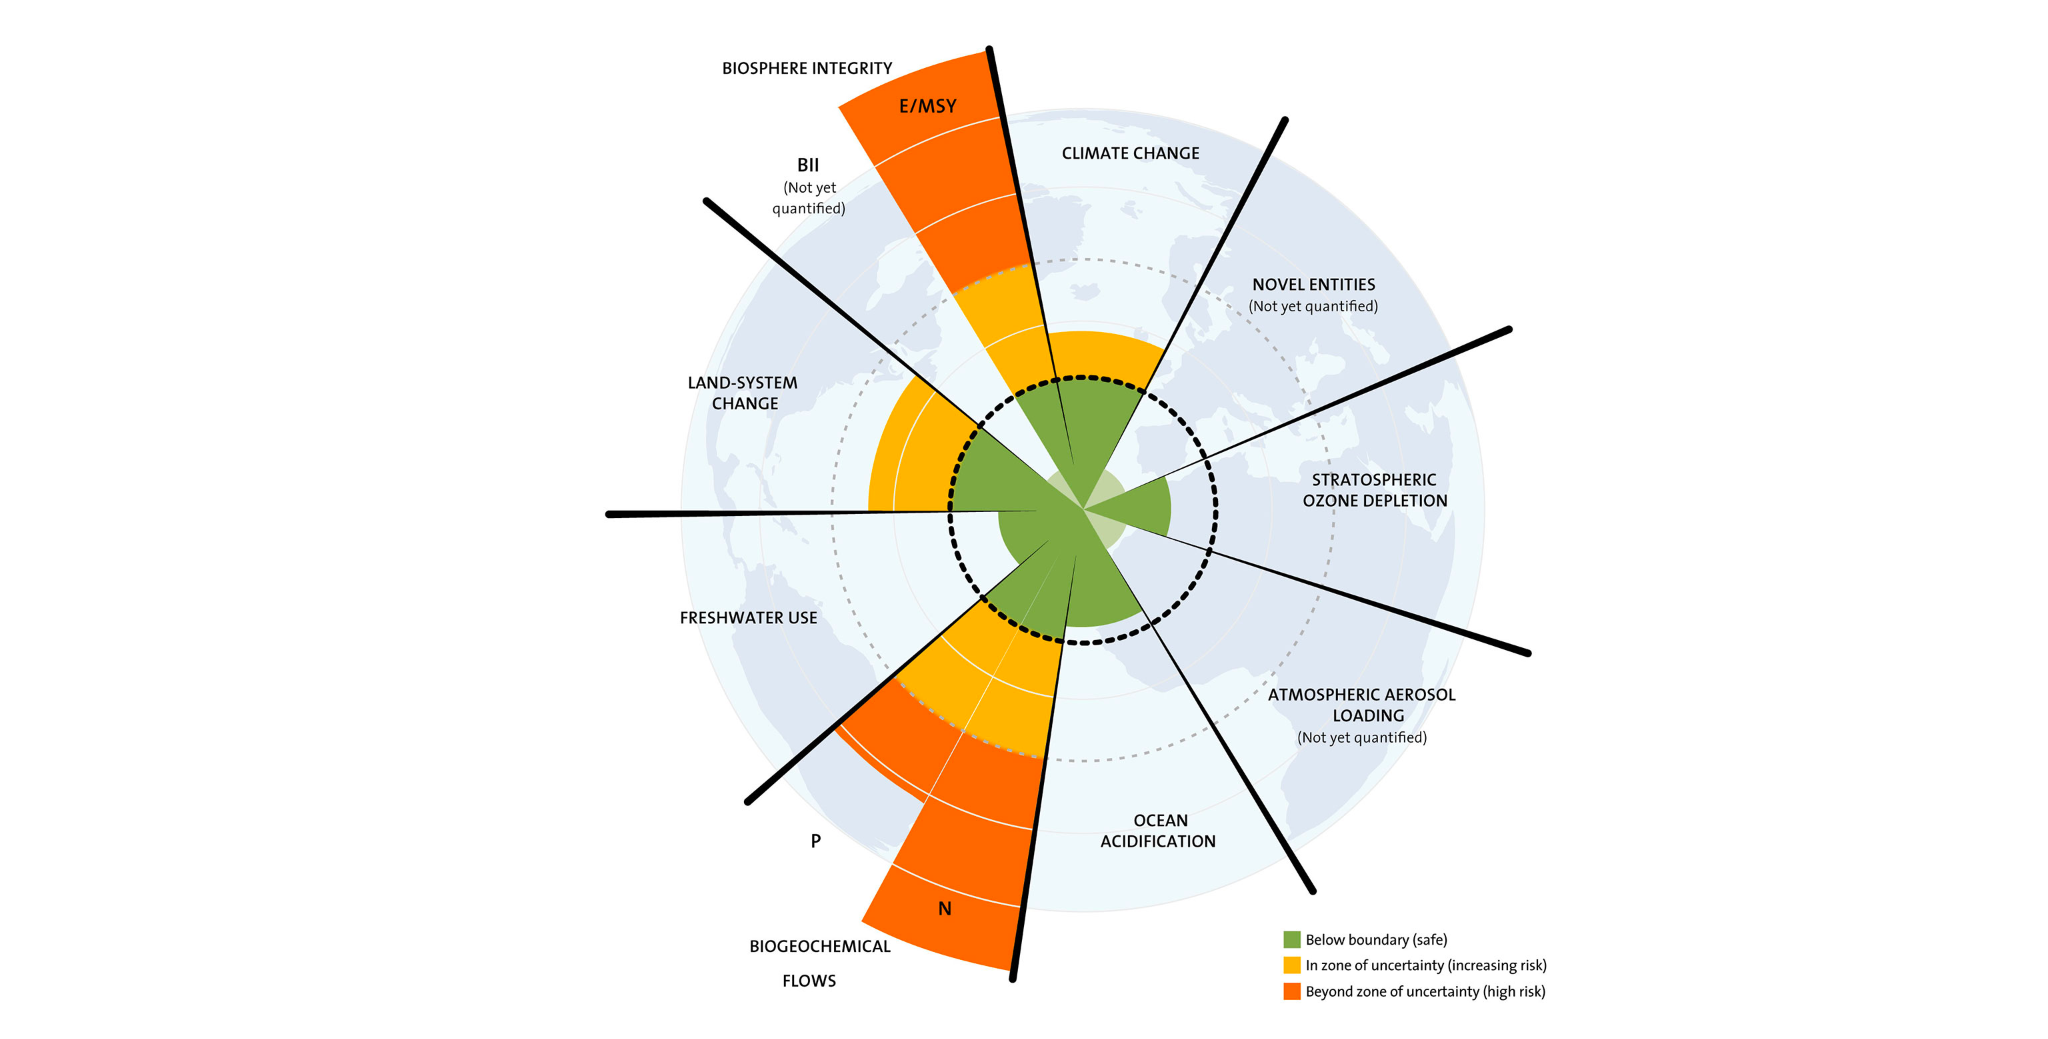 BIOSPHERE INTEGRITY
E/MSY
BII
(Not yet
quantified)
CLIMATE CHANGE
NOVEL ENTITIES
(Not yet quantified)
LAND-SYSTEM
CHANGE
STRATOSPHERIC
OZONE DEPLETION
FRESHWATER USE
ATMOSPHERIC AEROSOL
LOADING
(Not yet quantified)
P
OCEAN
ACIDIFICATION
N
BIOGEOCHEMICAL
FLOWS
Below boundary (safe)
In zone of uncertainty (increasing risk)
Beyond zone of uncertainty (high risk)